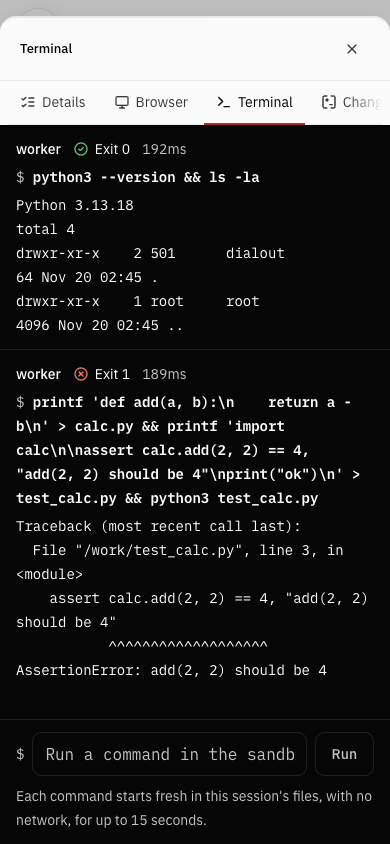 Terminal
Details Browser Terminal Chang
worker Exit 0 192ms
$ python3 --version && ls -la
Python 3.13.18
total 4
drwxr-xr-x    2 501      dialout
64 Nov 20 02:45 .
drwxr-xr-x    1 root     root
4096 Nov 20 02:45 ..
worker Exit 1 189ms
$ printf 'def add(a, b):\n    return a -
b\n' > calc.py && printf 'import
calc\n\nassert calc.add(2, 2) == 4,
"add(2, 2) should be 4"\nprint("ok")\n' >
test_calc.py && python3 test_calc.py
Traceback (most recent call last):
  File "/work/test_calc.py", line 3, in
<module>
    assert calc.add(2, 2) == 4, "add(2, 2)
should be 4"
           ^^^^^^^^^^^^^^^^^^^
AssertionError: add(2, 2) should be 4
$ Run a command in the sandb Run
Each command starts fresh in this session's files, with no
network, for up to 15 seconds.